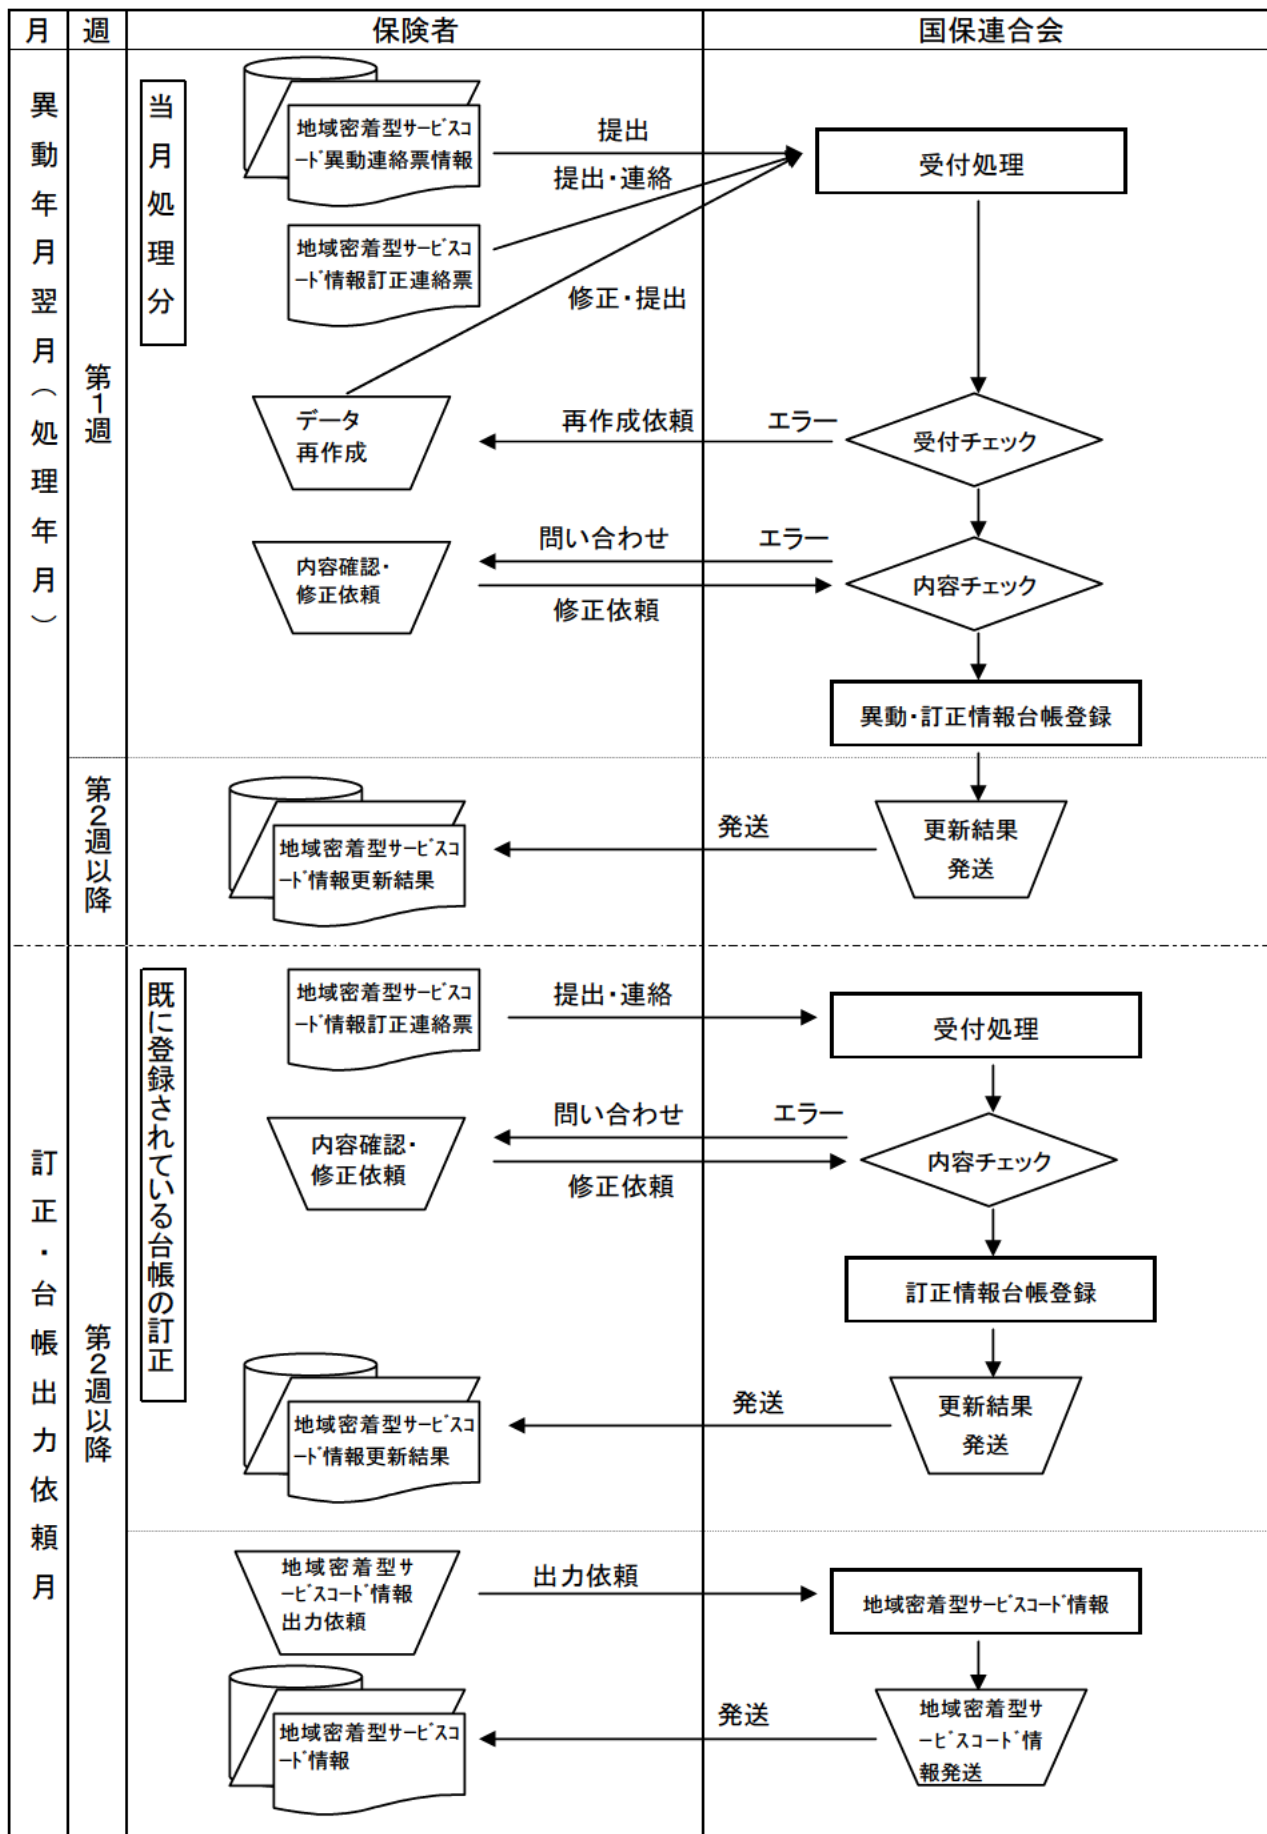 月 週 保険者 国保連合会
異動年月翌月（処理年月）
第1週
当月処理分
地域密着型ｻｰﾋﾞｽｺ
ｰﾄﾞ異動連絡票情報
提出
受付処理
提出・連絡
地域密着型ｻｰﾋﾞｽｺ
ｰﾄﾞ情報訂正連絡票
修正・提出
データ
再作成
再作成依頼
エラー
受付チェック
内容確認・
修正依頼
問い合わせ
エラー
修正依頼
内容チェック
異動・訂正情報台帳登録
第2週以降
地域密着型ｻｰﾋﾞｽｺ
ｰﾄﾞ情報更新結果
発送
更新結果
発送
訂正・台帳出力依頼月
第2週以降
既に登録されている台帳の訂正
地域密着型ｻｰﾋﾞｽｺ
ｰﾄﾞ情報訂正連絡票
提出・連絡
受付処理
内容確認・
修正依頼
問い合わせ
エラー
修正依頼
内容チェック
訂正情報台帳登録
地域密着型ｻｰﾋﾞｽｺ
ｰﾄﾞ情報更新結果
発送
更新結果
発送
地域密着型ｻ
ｰﾋﾞｽｺｰﾄﾞ情報
出力依頼
出力依頼
地域密着型ｻｰﾋﾞｽｺｰﾄﾞ情報
地域密着型ｻｰﾋﾞｽｺ
ｰﾄﾞ情報
発送
地域密着型ｻ
ｰﾋﾞｽｺｰﾄﾞ情
報発送